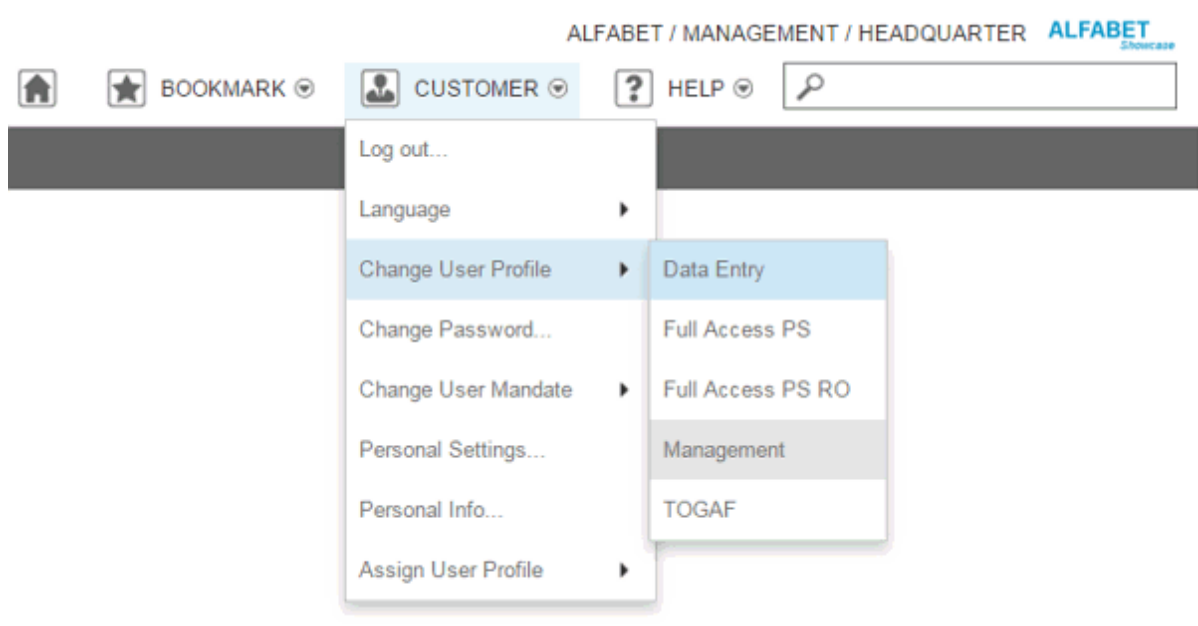 ALFABET / MANAGEMENT / HEADQUARTER ALFABET
Showcase
BOOKMARK CUSTOMER ? HELP
Log out...
Language
Change User Profile Data Entry
Change Password... Full Access PS
Change User Mandate Full Access PS RO
Personal Settings... Management
Personal Info... TOGAF
Assign User Profile